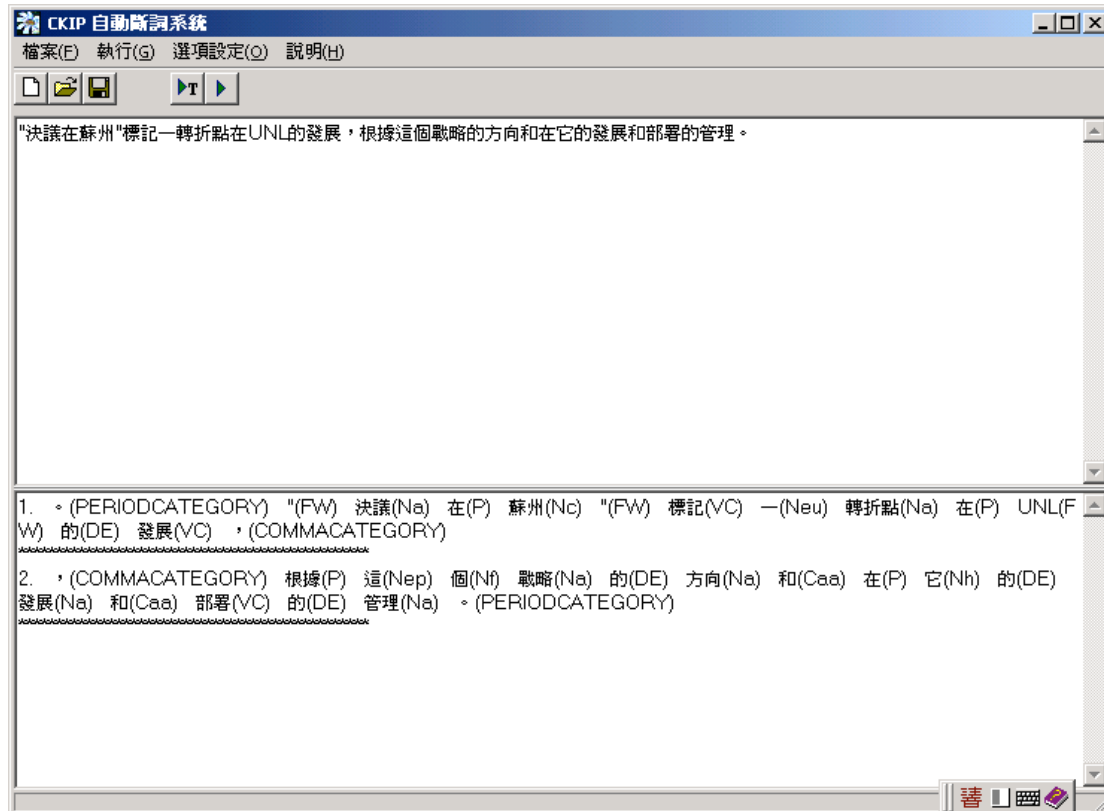 CKIP 自動斷詞系統
檔案(F) 執行(G) 選項設定(O) 說明(H)
T
"決議在蘇州"標記一轉折點在UNL的發展，根據這個戰略的方向和在它的發展和部署的管理。
1. 。(PERIODCATEGORY) "(FW) 決議(Na) 在(P) 蘇州(Nc) "(FW) 標記(VC) 一(Neu) 轉折點(Na) 在(P) UNL(F
W) 的(DE) 發展(VC) ，(COMMACATEGORY)
2. ，(COMMACATEGORY) 根據(P) 這(Nep) 個(Nf) 戰略(Na) 的(DE) 方向(Na) 和(Caa) 在(P) 它(Nh) 的(DE)
發展(Na) 和(Caa) 部署(VC) 的(DE) 管理(Na) 。(PERIODCATEGORY)